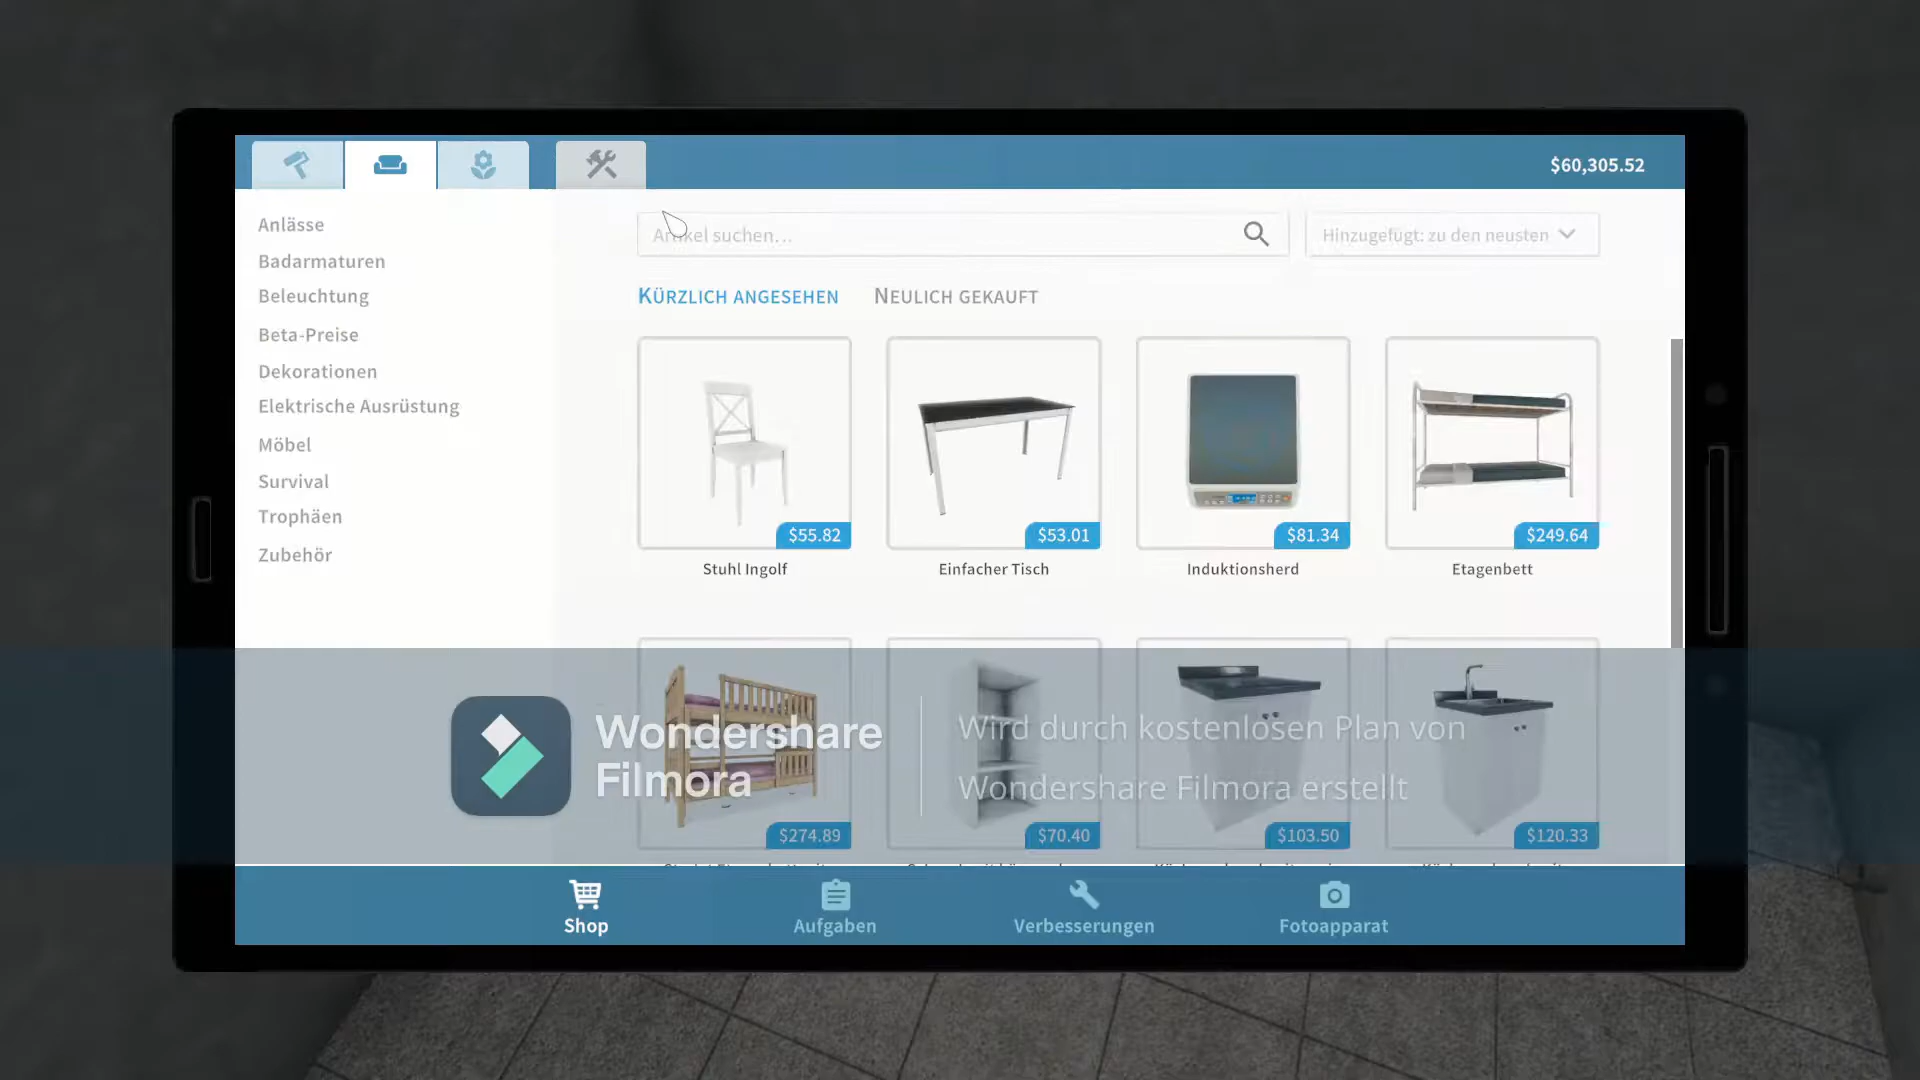 $60,305.52
Anlässe
Badarmaturen
Beleuchtung
Beta-Preise
Dekorationen
Elektrische Ausrüstung
Möbel
Survival
Trophäen
Zubehör
Artikel suchen...
Hinzugefügt: zu den neusten
KÜRZLICH ANGESEHEN
NEULICH GEKAUFT
$55.82
$53.01
$81.34
$249.64
Stuhl Ingolf
Einfacher Tisch
Induktionsherd
Etagenbett
Wondershare
Filmora
Wird durch kostenlosen Plan von
Wondershare Filmora erstellt
$274.89
$70.40
$103.50
$120.33
Shop
Aufgaben
Verbesserungen
Fotoapparat